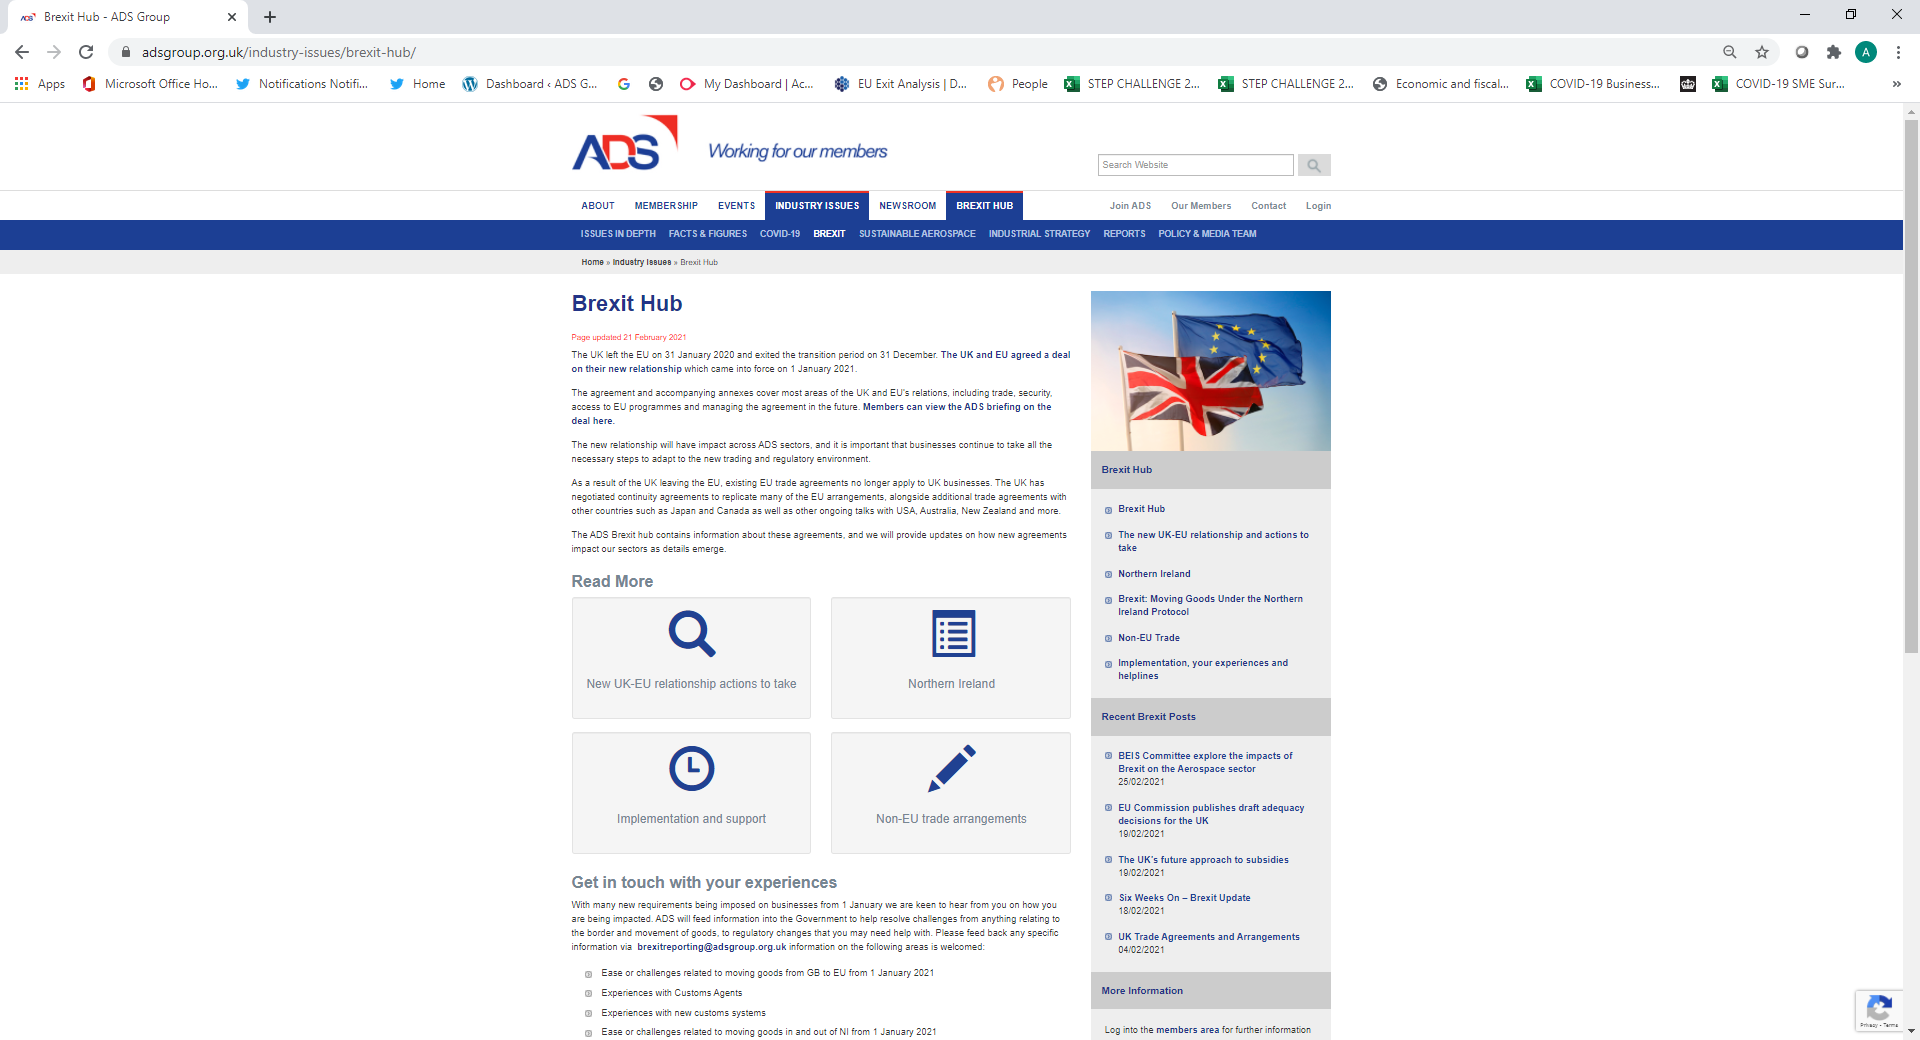 Brexit Hub - ADS Group
adsgroup.org.uk/industry-issues/brexit-hub/
A
Apps Microsoft Office Ho... Notifications Notifi... Home Dashboard ‹ ADS G... My Dashboard | Ac... EU Exit Analysis | D... People STEP CHALLENGE 2... STEP CHALLENGE 2... Economic and fiscal... COVID-19 Business... COVID-19 SME Sur... »
ADS Working for our members
Search Website
ABOUT MEMBERSHIP EVENTS INDUSTRY ISSUES NEWSROOM BREXIT HUB Join ADS Our Members Contact Login
ISSUES IN DEPTH FACTS & FIGURES COVID-19 BREXIT SUSTAINABLE AEROSPACE INDUSTRIAL STRATEGY REPORTS POLICY & MEDIA TEAM
Home » Industry Issues » Brexit Hub
Brexit Hub
Page updated 21 February 2021
The UK left the EU on 31 January 2020 and exited the transition period on 31 December. The UK and EU agreed a deal
on their new relationship which came into force on 1 January 2021.
The agreement and accompanying annexes cover most areas of the UK and EU's relations, including trade, security,
access to EU programmes and managing the agreement in the future. Members can view the ADS briefing on the
deal here.
The new relationship will have impact across ADS sectors, and it is important that businesses continue to take all the
necessary steps to adapt to the new trading and regulatory environment.
As a result of the UK leaving the EU, existing EU trade agreements no longer apply to UK businesses. The UK has
negotiated continuity agreements to replicate many of the EU arrangements, alongside additional trade agreements with
other countries such as Japan and Canada as well as other ongoing talks with USA, Australia, New Zealand and more.
The ADS Brexit hub contains information about these agreements, and we will provide updates on how new agreements
impact our sectors as details emerge.
Read More
New UK-EU relationship actions to take
Northern Ireland
Implementation and support
Non-EU trade arrangements
Get in touch with your experiences
With many new requirements being imposed on businesses from 1 January we are keen to hear from you on how you
are being impacted. ADS will feed information into the Government to help resolve challenges from anything relating to
the border and movement of goods, to regulatory changes that you may need help with. Please feed back any specific
information via brexitreporting@adsgroup.org.uk information on the following areas is welcomed:
Ease or challenges related to moving goods from GB to EU from 1 January 2021
Experiences with Customs Agents
Experiences with new customs systems
Ease or challenges related to moving goods in and out of NI from 1 January 2021
Brexit Hub
Brexit Hub
The new UK-EU relationship and actions to
take
Northern Ireland
Brexit: Moving Goods Under the Northern
Ireland Protocol
Non-EU Trade
Implementation, your experiences and
helplines
Recent Brexit Posts
BEIS Committee explore the impacts of
Brexit on the Aerospace sector
25/02/2021
EU Commission publishes draft adequacy
decisions for the UK
19/02/2021
The UK's future approach to subsidies
19/02/2021
Six Weeks On – Brexit Update
18/02/2021
UK Trade Agreements and Arrangements
04/02/2021
More Information
Log into the members area for further information
Privacy - Terms